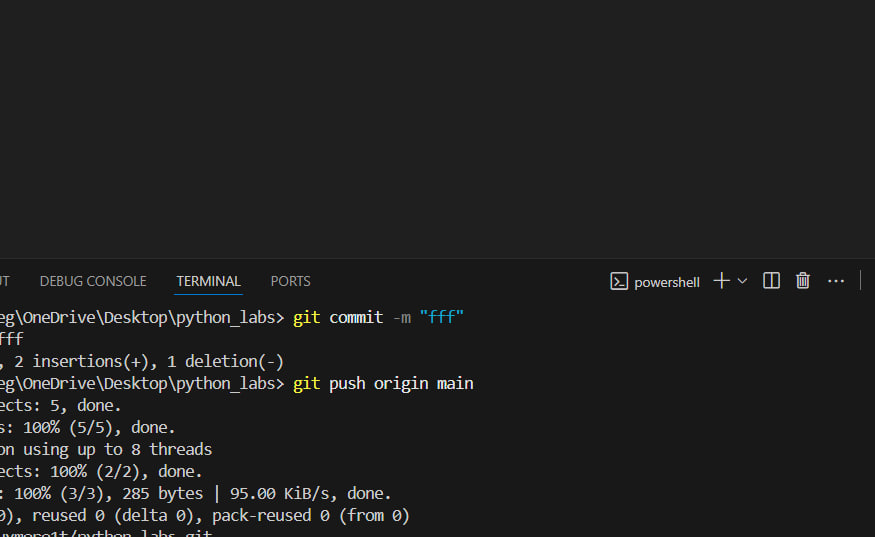 UT DEBUG CONSOLE TERMINAL PORTS powershell
eg\OneDrive\Desktop\python_labs> git commit -m "fff"
fff
, 2 insertions(+), 1 deletion(-)
eg\OneDrive\Desktop\python_labs> git push origin main
ects: 5, done.
s: 100% (5/5), done.
on using up to 8 threads
ects: 100% (2/2), done.
: 100% (3/3), 285 bytes | 95.00 KiB/s, done.
0), reused 0 (delta 0), pack-reused 0 (from 0)